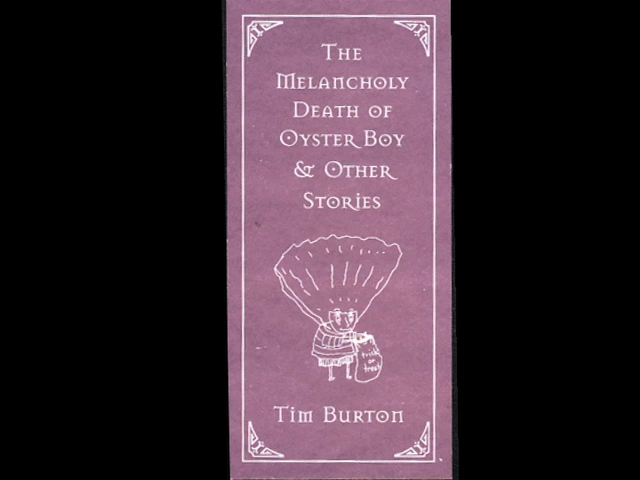 The
Melancholy
Death of
Oyster Boy
& Other
Stories
trick
or
treat
Tim Burton